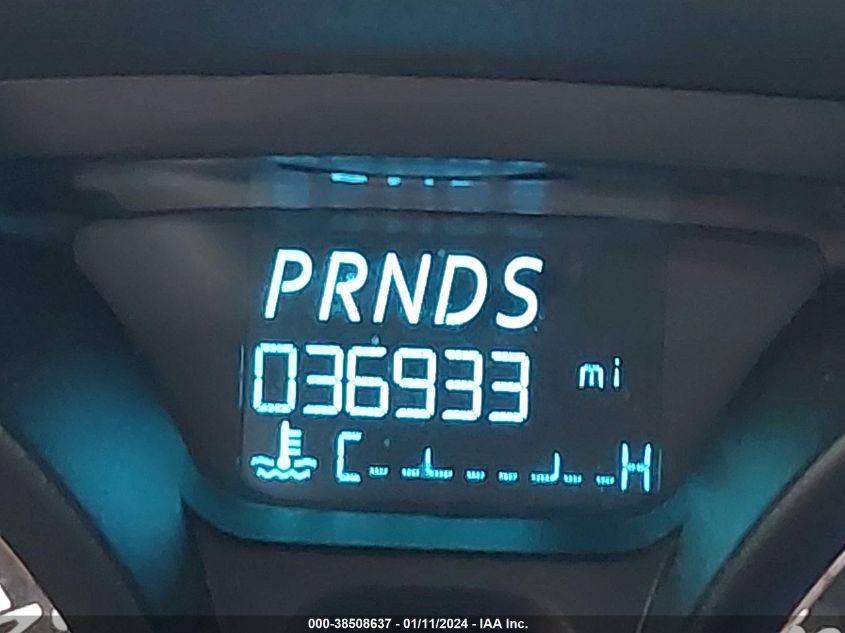 PRNDS
036933 mi
C H
000-38508637 - 01/11/2024 - IAA Inc.